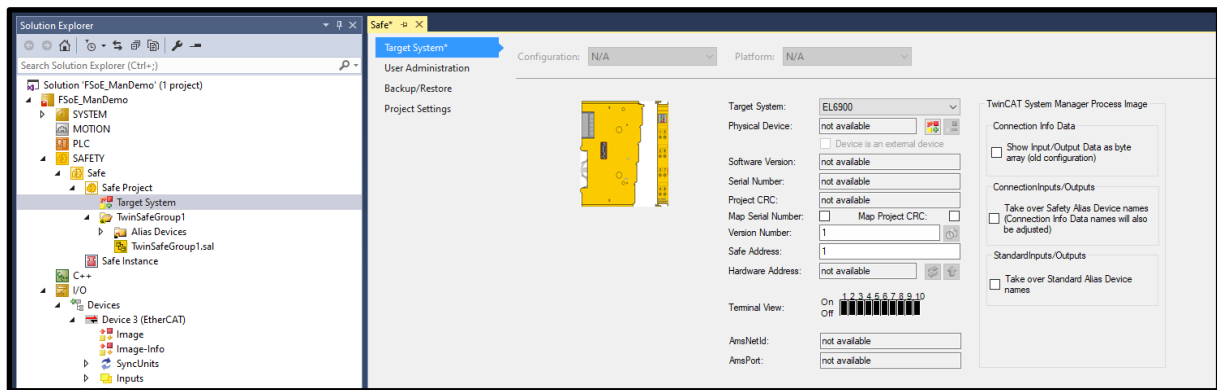 Solution Explorer
Search Solution Explorer (Ctrl+;)
Solution 'FSoE_ManDemo' (1 project)
FSoE_ManDemo
SYSTEM
MOTION
PLC
SAFETY
Safe
Safe Project
Target System
TwinSafeGroup1
Alias Devices
TwinSafeGroup1.sal
Safe Instance
C++
I/O
Devices
Device 3 (EtherCAT)
Image
Image-Info
SyncUnits
Inputs
Safe*
Target System*
User Administration
Backup/Restore
Project Settings
Configuration: N/A
Platform: N/A
Target System: EL6900
Physical Device: not available
Device is an external device
Software Version: not available
Serial Number: not available
Project CRC: not available
Map Serial Number: Map Project CRC:
Version Number: 1
Safe Address: 1
Hardware Address: not available
1 2 3 4 5 6 7 8 9 10
Terminal View: On
Off
AmsNetId: not available
AmsPort: not available
TwinCAT System Manager Process Image
Connection Info Data
Show Input/Output Data as byte
array (old configuration)
ConnectionInputs/Outputs
Take over Safety Alias Device names
(Connection Info Data names will also
be adjusted)
StandardInputs/Outputs
Take over Standard Alias Device
names